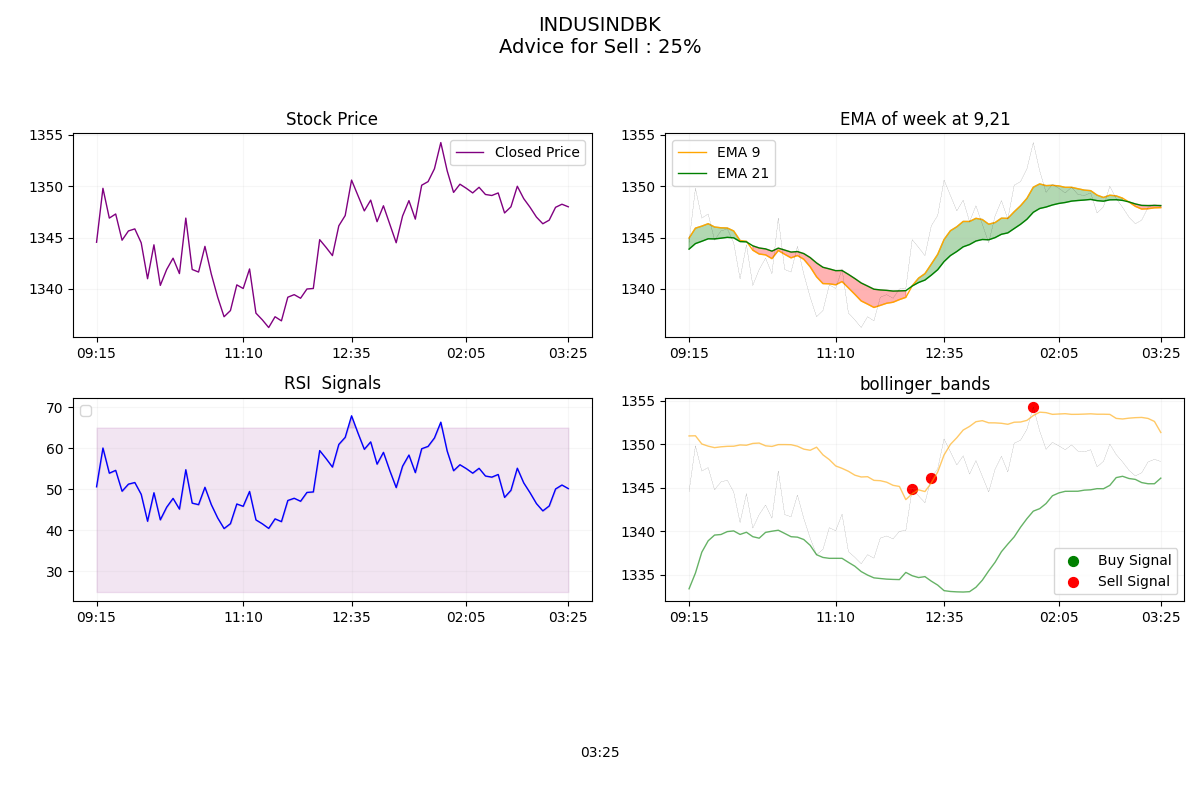 INDUSINDBK
Advice for Sell : 25%
Stock Price
1355
1350
1345
1340
Closed Price
09:15 11:10 12:35 02:05 03:25
EMA of week at 9,21
1355
1350
1345
1340
EMA 9
EMA 21
09:15 11:10 12:35 02:05 03:25
RSI  Signals
70
60
50
40
30
09:15 11:10 12:35 02:05 03:25
bollinger_bands
1355
1350
1345
1340
1335
Buy Signal
Sell Signal
09:15 11:10 12:35 02:05 03:25
03:25